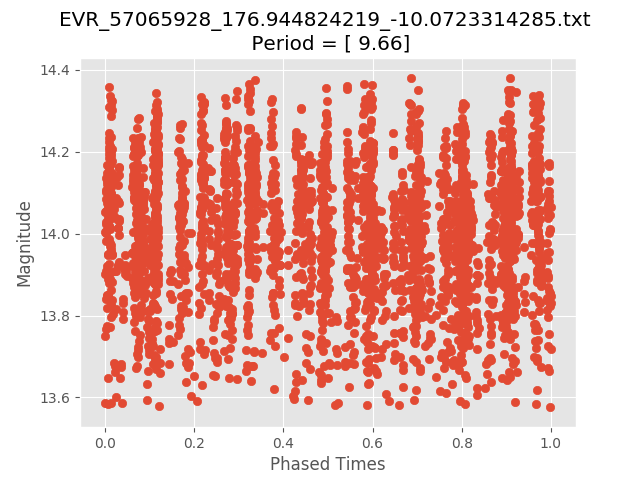 EVR_57065928_176.944824219_-10.0723314285.txt
Period = [ 9.66]
Magnitude
14.4
14.2
14.0
13.8
13.6
0.0 0.2 0.4 0.6 0.8 1.0
Phased Times